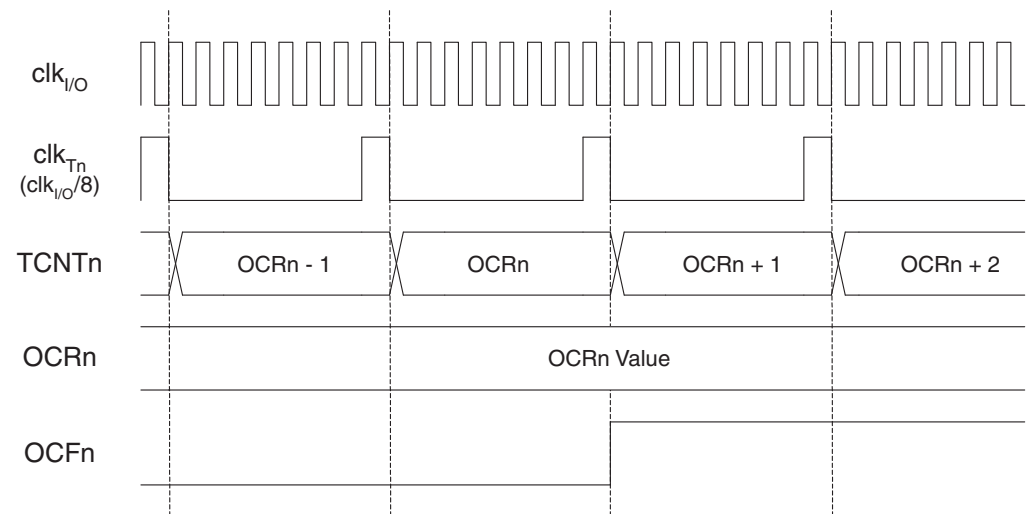 clkI/O
clkTn
(clkI/O/8)
TCNTn
OCRn - 1
OCRn
OCRn + 1
OCRn + 2
OCRn
OCRn Value
OCFn